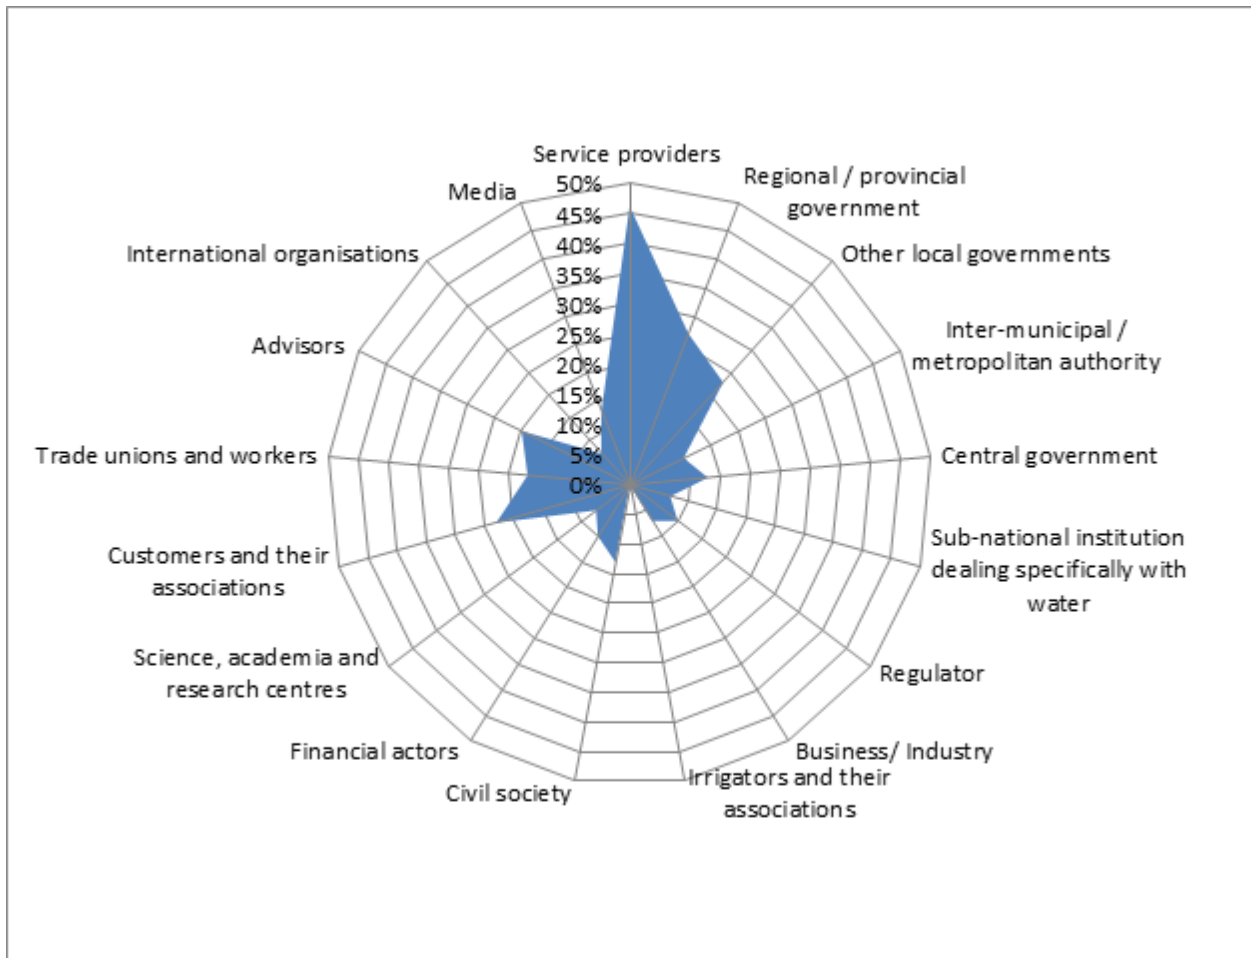 Service providers
Regional / provincial
government
Other local governments
Inter-municipal /
metropolitan authority
Central government
Sub-national institution
dealing specifically with
water
Regulator
Business/ Industry
Irrigators and their
associations
Civil society
Financial actors
Science, academia and
research centres
Customers and their
associations
Trade unions and workers
Advisors
International organisations
Media
50%
45%
40%
35%
30%
25%
20%
15%
10%
5%
0%